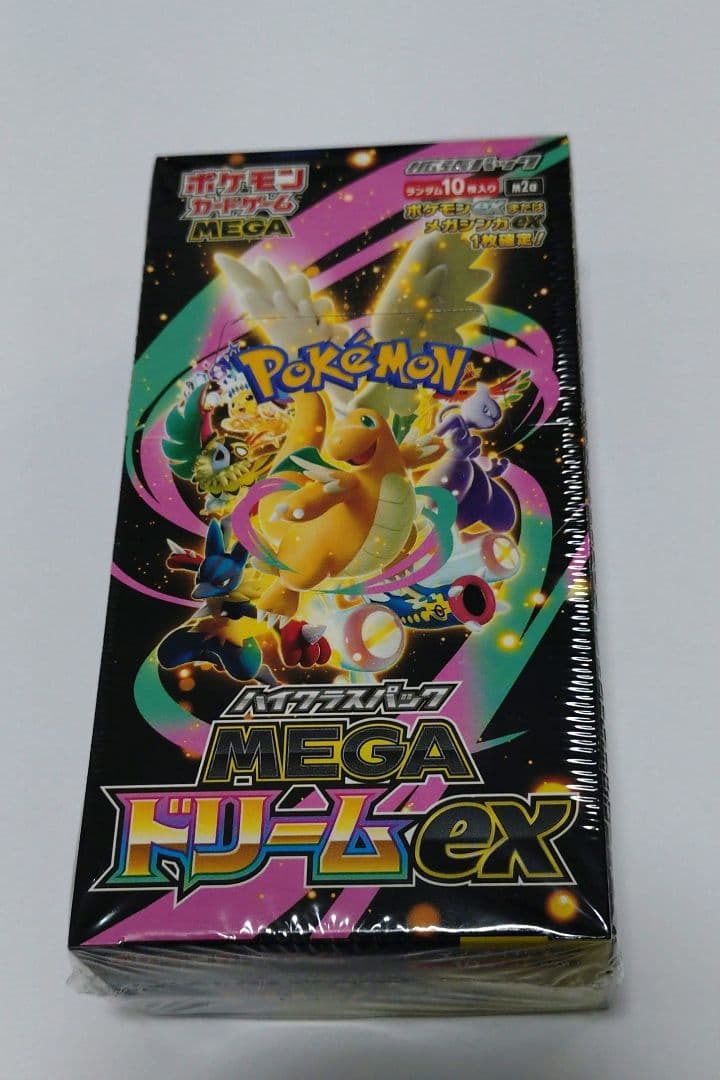 ポケモン
カードゲーム
MEGA
拡張パック
ランダム10枚入り
m2a
ポケモンexまたは
メガシンカex
1枚確定!
POKéMON
ハイクラスパック
MEGA
ドリームex